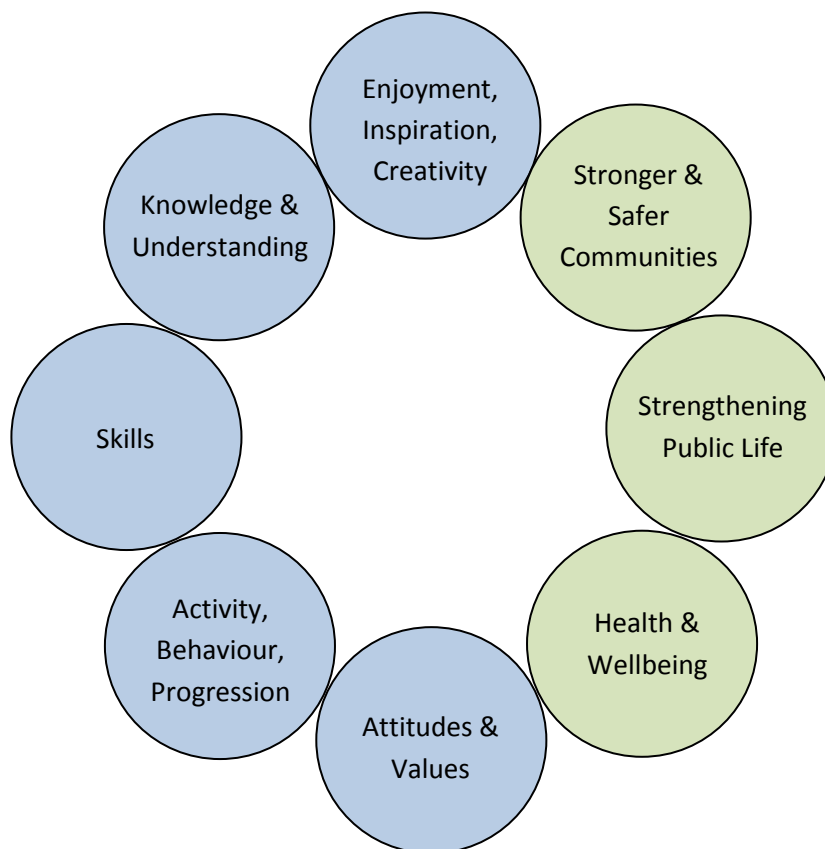 Enjoyment,
Inspiration,
Creativity
Stronger &
Safer
Communities
Strengthening
Public Life
Health &
Wellbeing
Attitudes &
Values
Activity,
Behaviour,
Progression
Skills
Knowledge &
Understanding